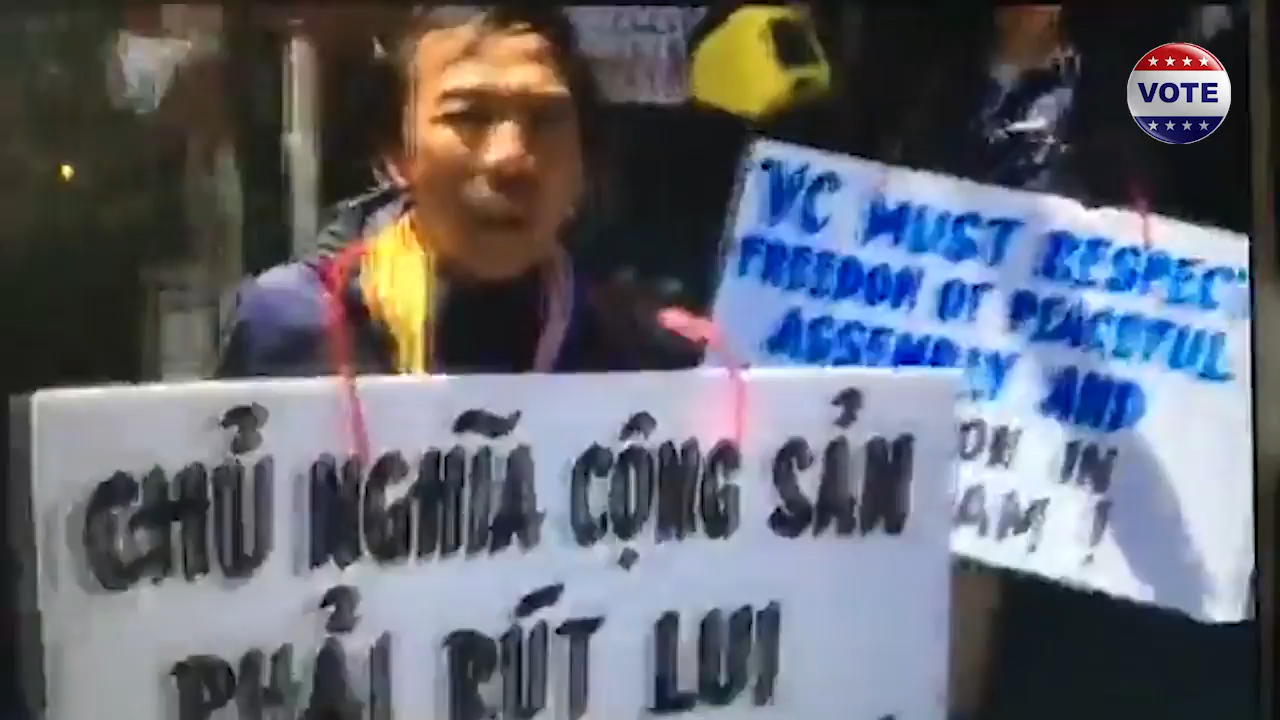 VOTE
VC MUST RESPECT
FREEDOM OF PEACEFUL
ASSEMBLY AND
ON IN
AM !
CHỦ NGHĨA CỘNG SẢN
PHẢI RÚT LUI